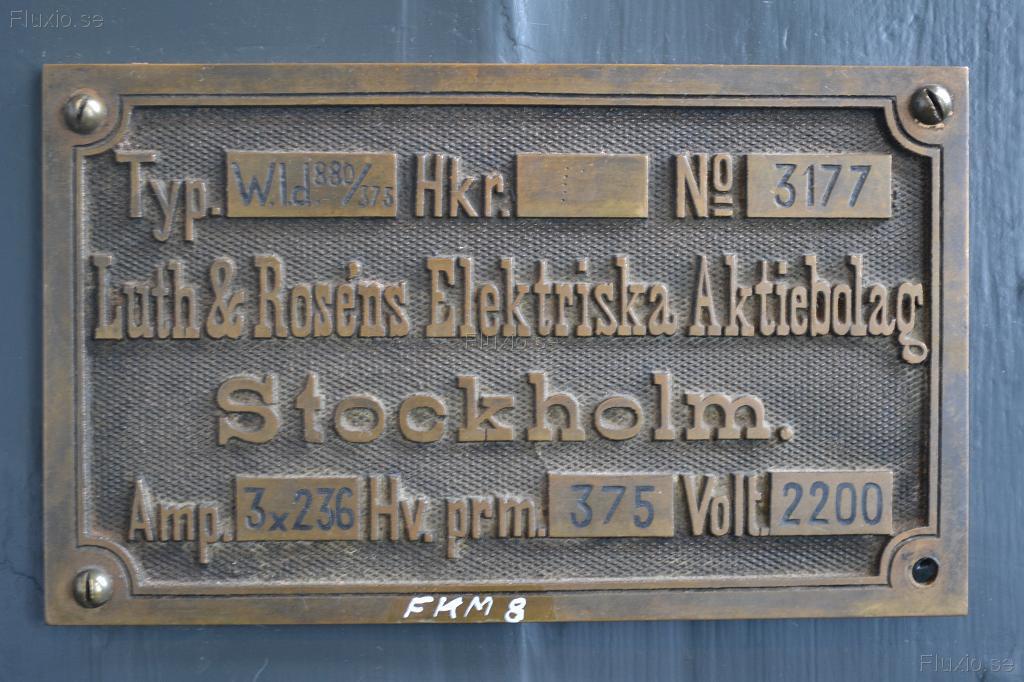 Fluxio.se
Typ. W.l.d. 880/375 Hkr. No 3177
Luth & Roséns Elektriska Aktiebolag
Fluxio.se
Stockholm.
Amp. 3x236 Hv. prm. 375 Volt. 2200
FKM 8
Fluxio.se